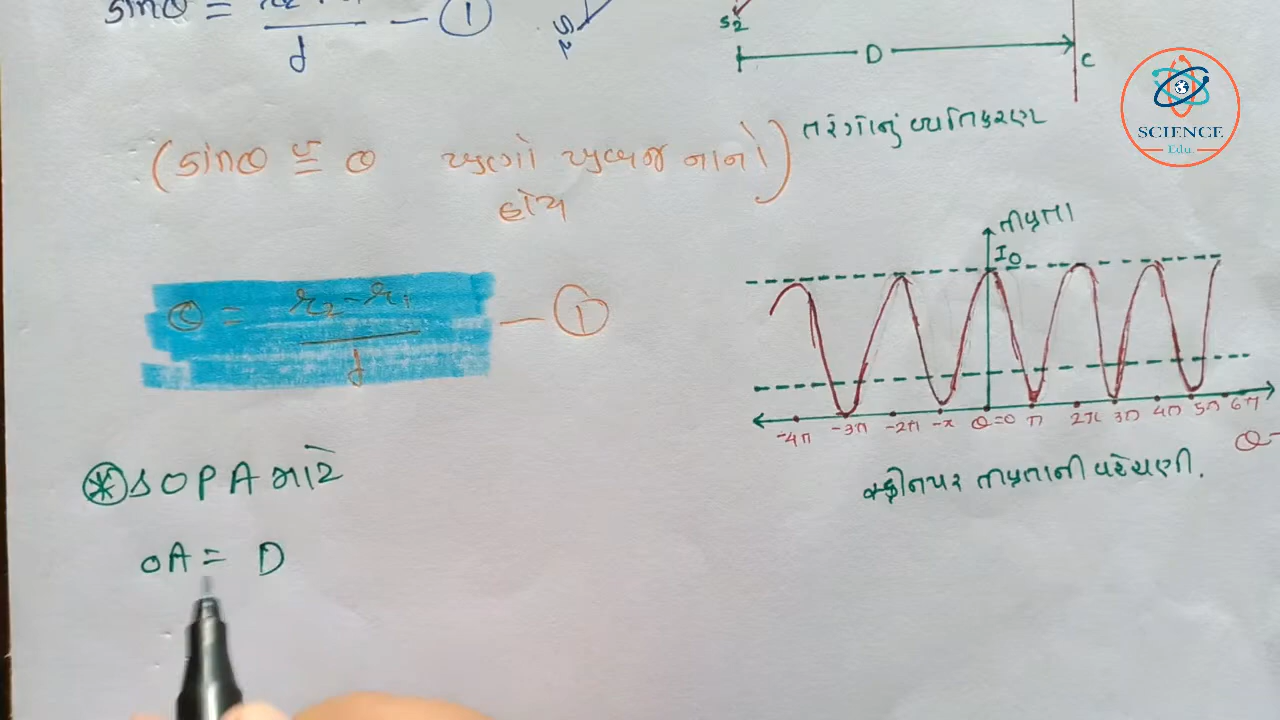 sinθ = r₂ - r₁ / d — ①
S₂
S2
D
C
તરંગોનું વ્યતિકરણ
SCIENCE
Edu.
(sinθ ≌ θ ખુણો ખુબજ નાનો)
હોય
θ = r₂-r₁ / d — ①
તીવ્રતા
I0
-4π -3π -2π -π θ=0 π 2π 3π 4π 5π 6π
θ→
સ્ક્રીન પર તીવ્રતાની વહેંચણી.
⊛ ΔOPA માટે
OA = D